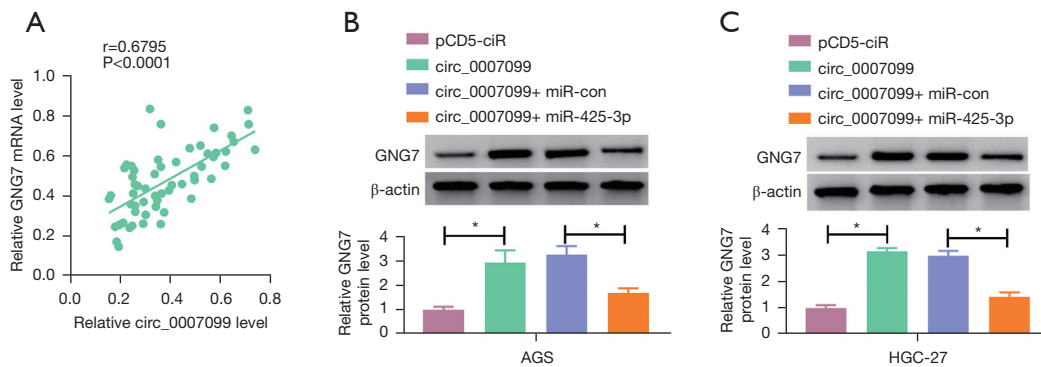 A
r=0.6795
P<0.0001
Relative GNG7 mRNA level
1.0
0.8
0.6
0.4
0.2
0.0
0.0 0.2 0.4 0.6 0.8
Relative circ_0007099 level
B
pCD5-ciR
circ_0007099
circ_0007099+ miR-con
circ_0007099+ miR-425-3p
GNG7
β-actin
Relative GNG7
protein level
4
3
2
1
0
* *
AGS
C
pCD5-ciR
circ_0007099
circ_0007099+ miR-con
circ_0007099+ miR-425-3p
GNG7
β-actin
Relative GNG7
protein level
4
3
2
1
0
* *
HGC-27